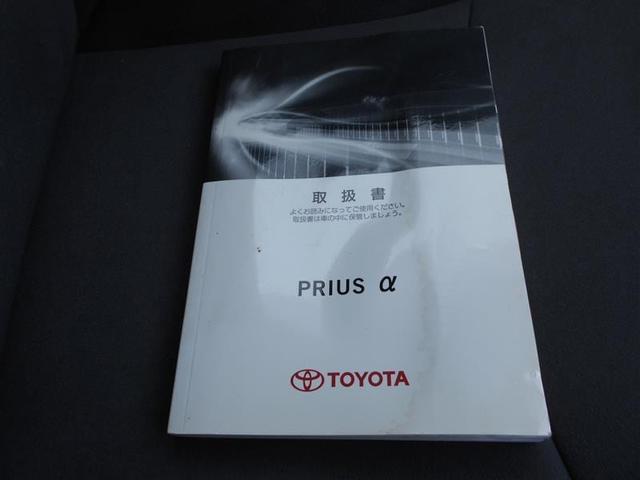 取扱書
よくお読みになってご使用ください。
取扱書は車の中に保管しましょう。
PRIUS α
TOYOTA